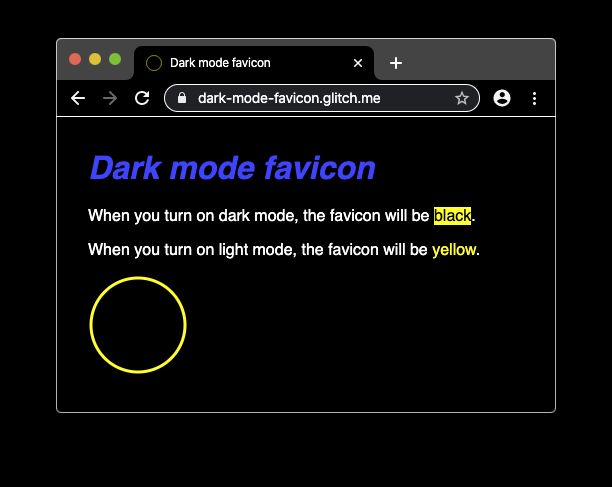 Dark mode favicon
dark-mode-favicon.glitch.me
Dark mode favicon
When you turn on dark mode, the favicon will be black.
When you turn on light mode, the favicon will be yellow.